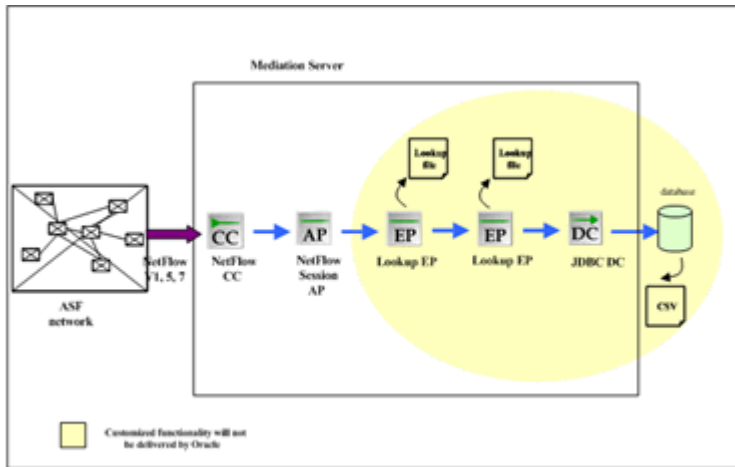 Mediation Server
Lookup
file
Lookup
file
database
CC
AP
EP
EP
DC
NetFlow
V1, 5, 7
NetFlow
CC
NetFlow
Session
AP
Lookup EP
Lookup EP
JDBC DC
csv
ASF
network
Customized functionality will not
be delivered by Oracle